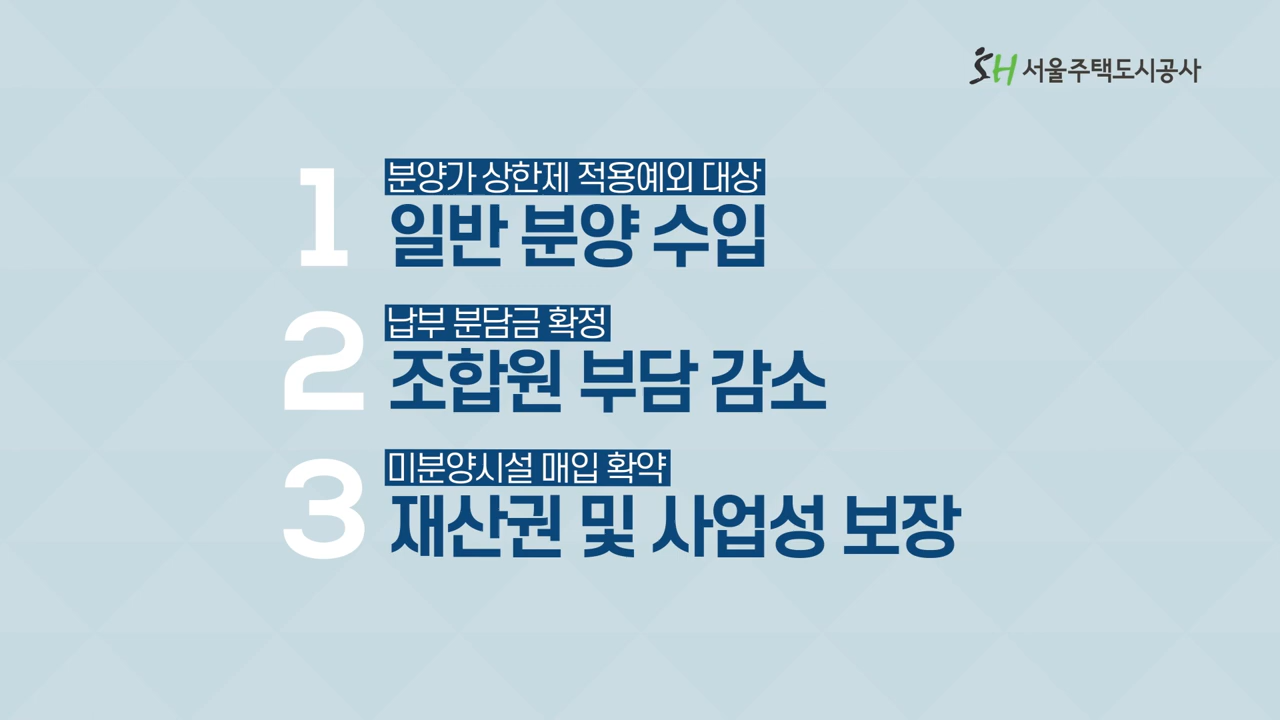 SH 서울주택도시공사
1
분양가 상한제 적용예외 대상
일반 분양 수입
2
납부 분담금 확정
조합원 부담 감소
3
미분양시설 매입 확약
재산권 및 사업성 보장